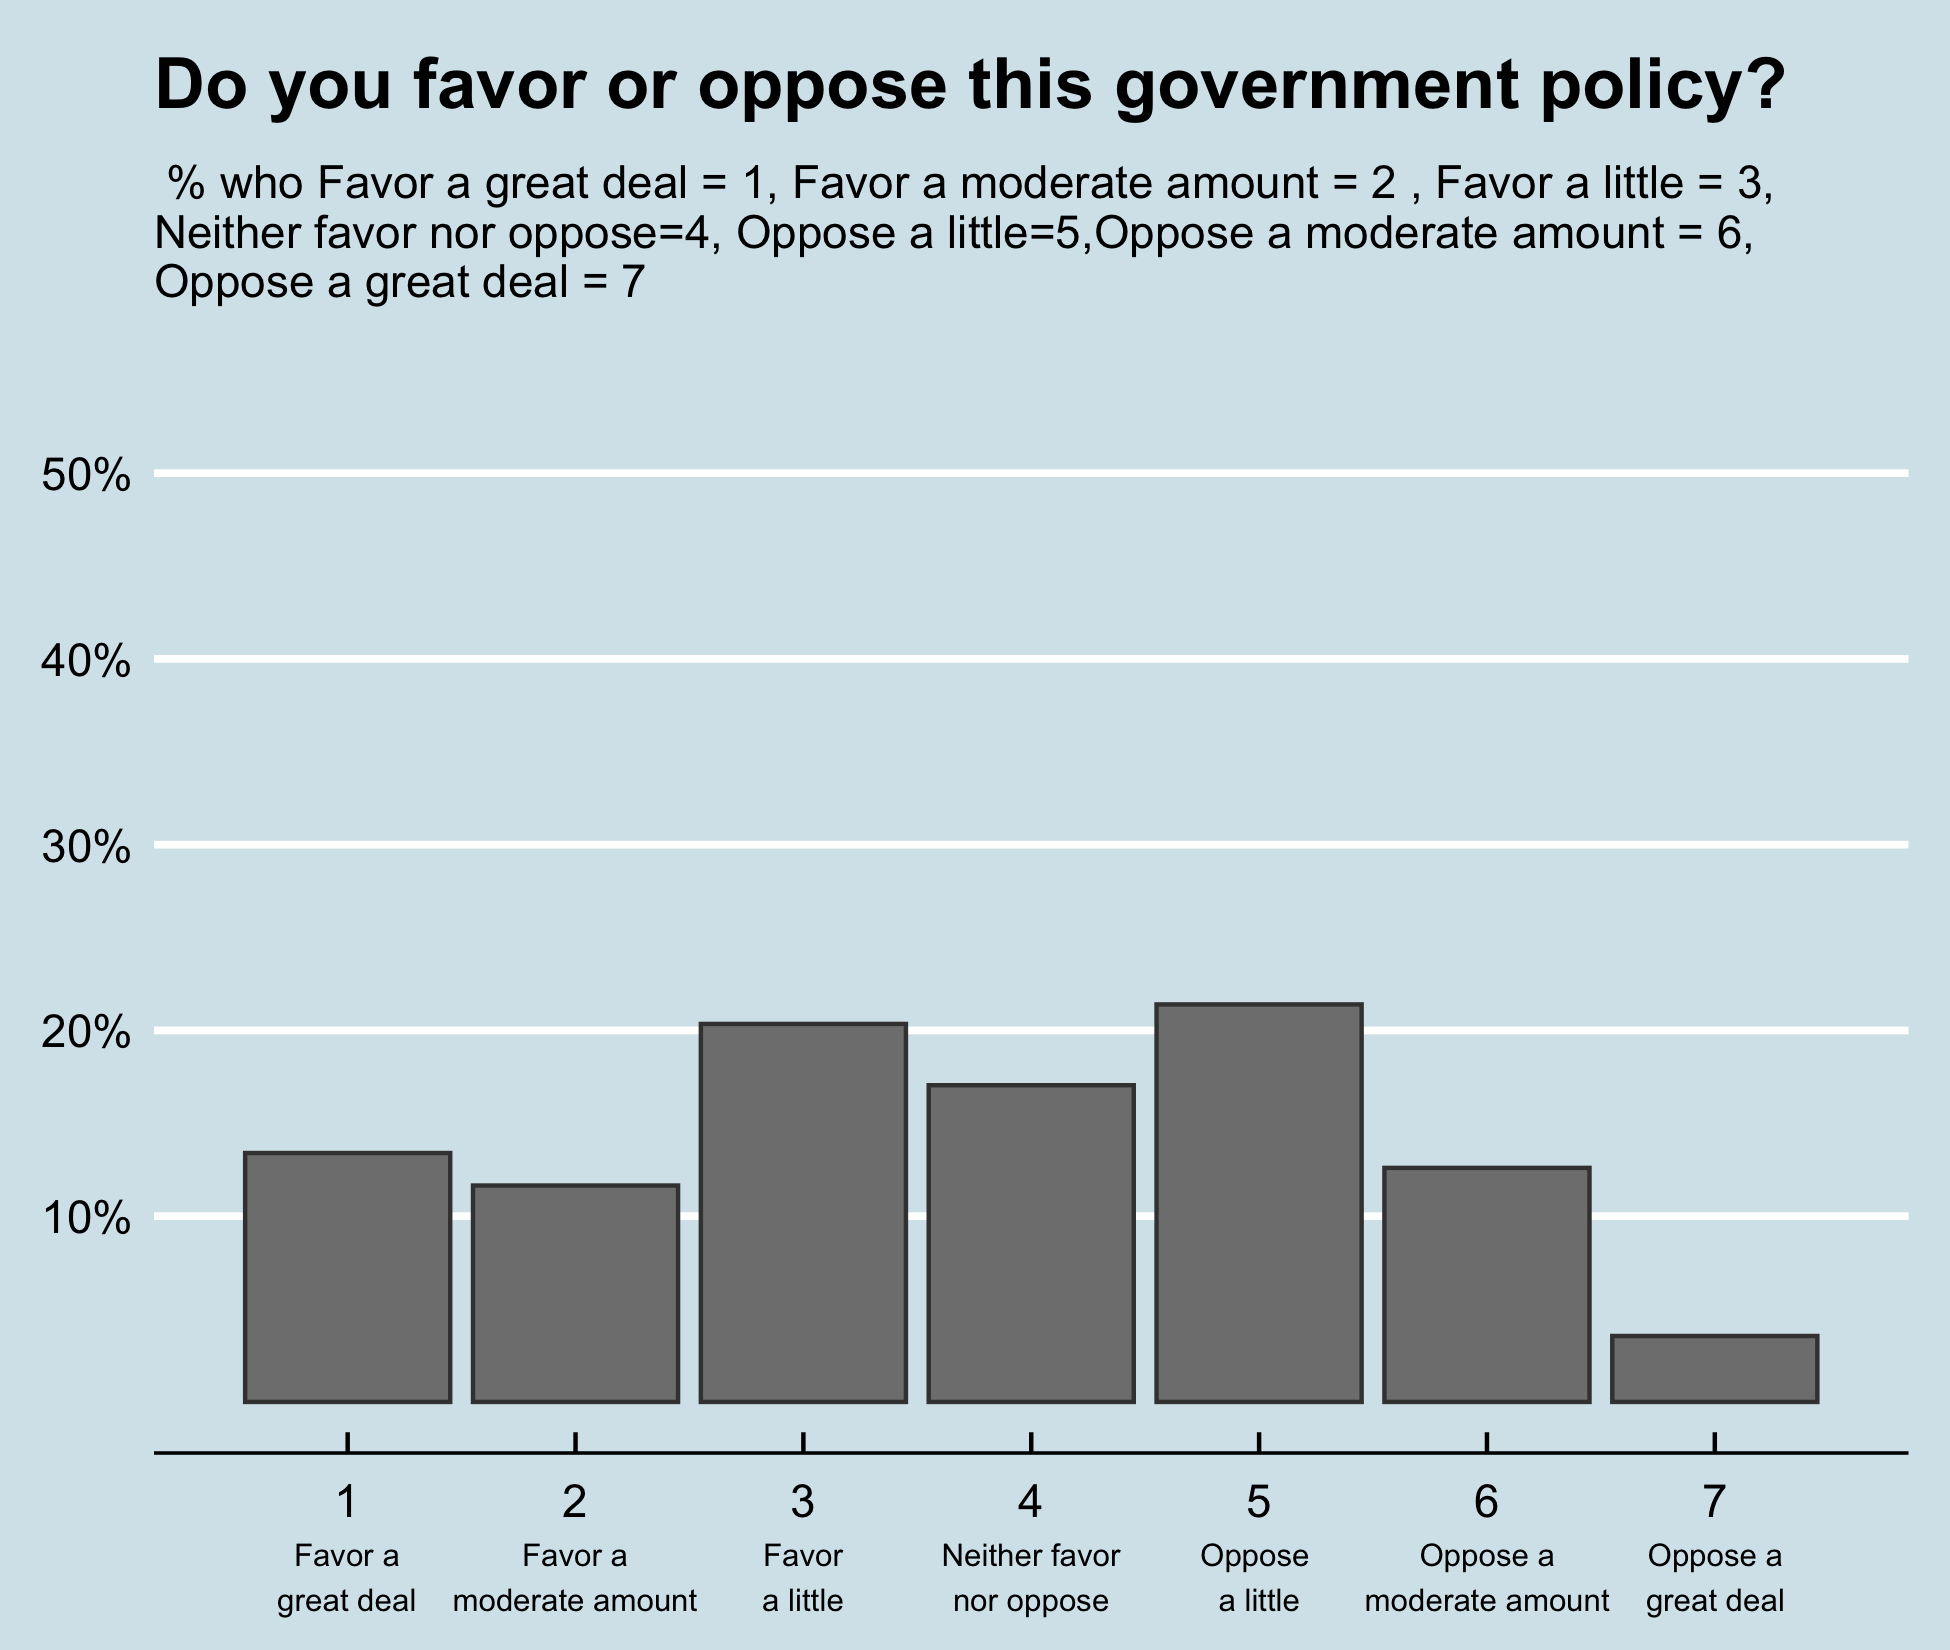 Do you favor or oppose this government policy?
% who Favor a great deal = 1, Favor a moderate amount = 2 , Favor a little = 3,
Neither favor nor oppose=4, Oppose a little=5,Oppose a moderate amount = 6,
Oppose a great deal = 7
50%
40%
30%
20%
10%
1 2 3 4 5 6 7
Favor a Favor a Favor Neither favor Oppose Oppose a Oppose a
great deal moderate amount a little nor oppose a little moderate amount great deal